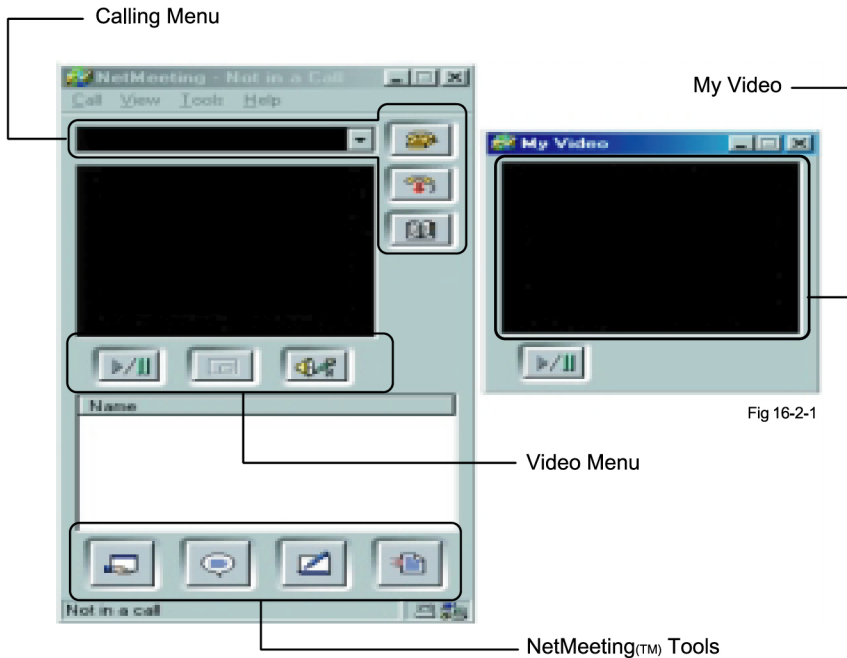 Calling Menu
NetMeeting - Not in a Call
Call View Tools Help
My Video
My Video
Name
Fig 16-2-1
Video Menu
Not in a call
NetMeeting(TM) Tools